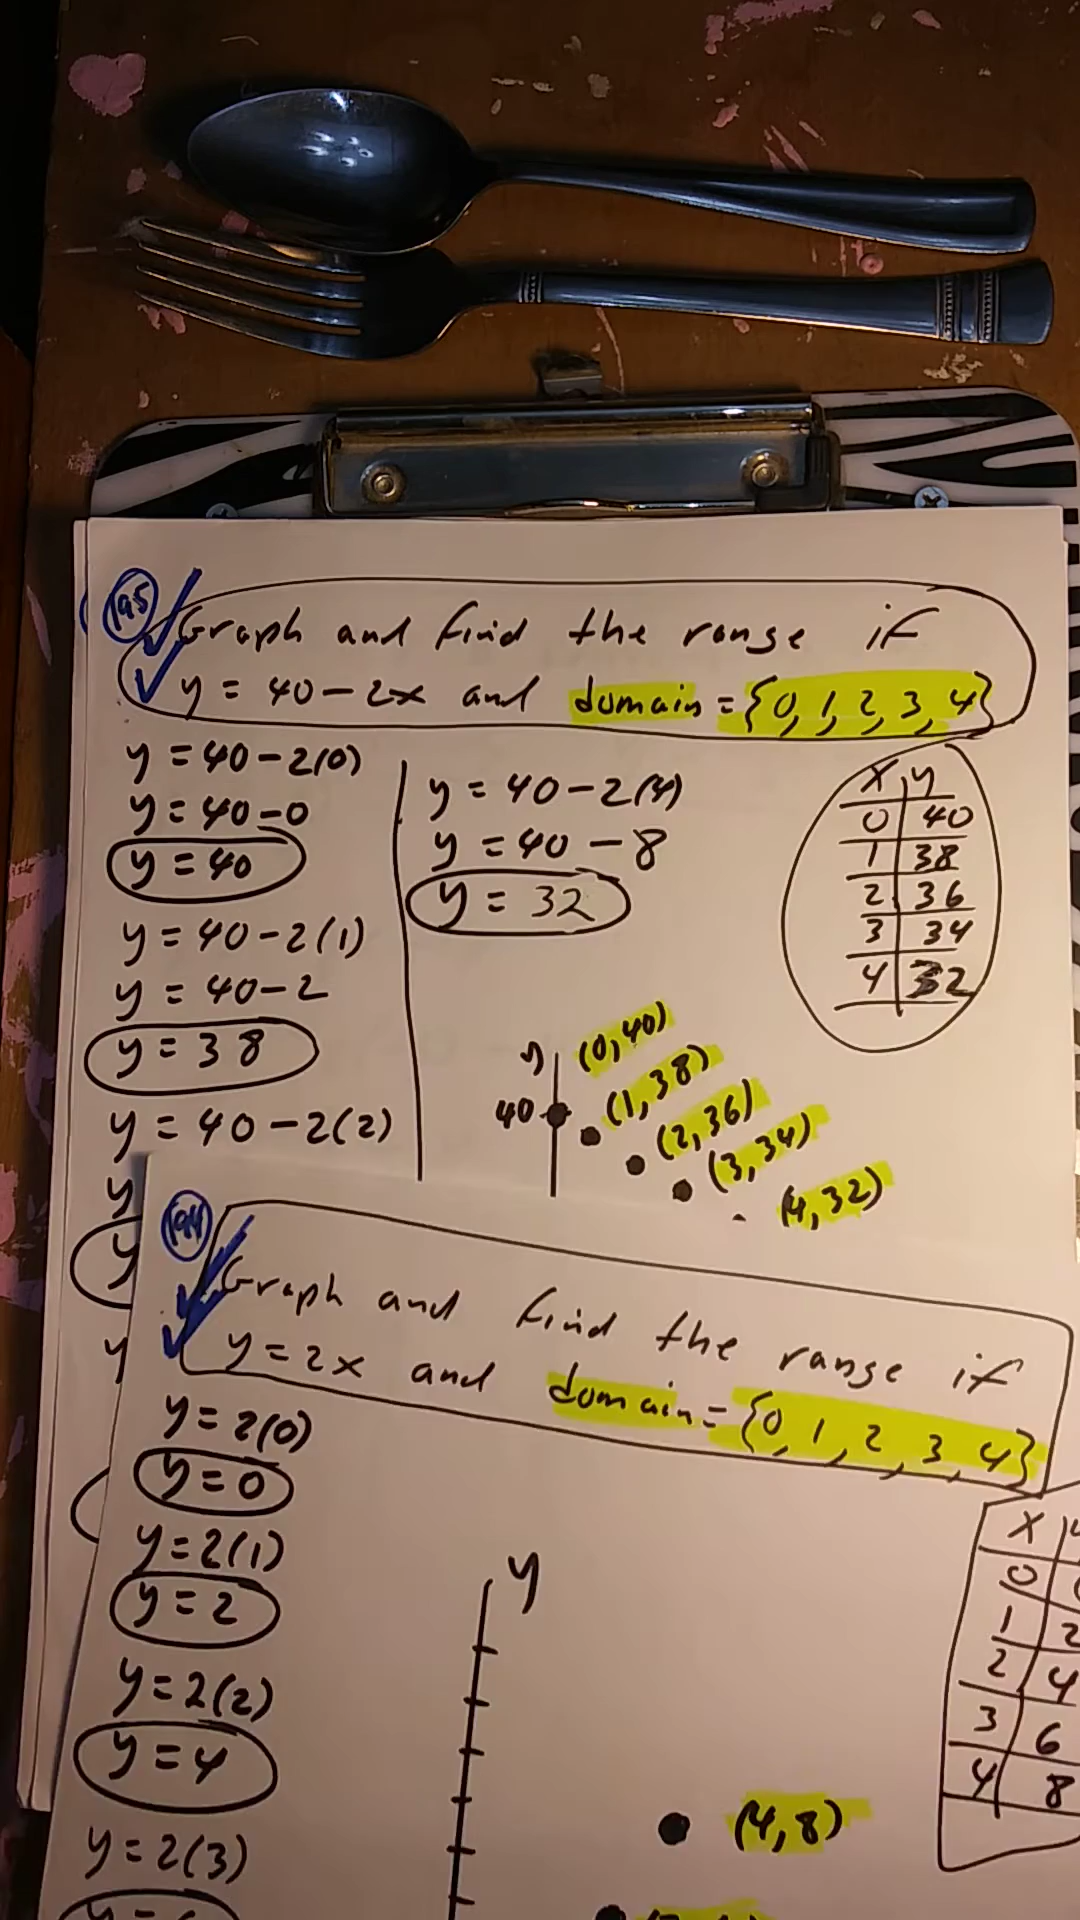 195
Graph and find the range if
y = 40 - 2x and domain = {0, 1, 2, 3, 4}
y = 40 - 2(0)
y = 40 - 0
y = 40
y = 40 - 2(1)
y = 40 - 2
y = 38
y = 40 - 2(2)
y
y
y
y = 40 - 2(4)
y = 40 - 8
y = 32
x y
0 40
1 38
2 36
3 34
4 32
y
40
(0, 40)
(1, 38)
(2, 36)
(3, 34)
(4, 32)
194
Graph and find the range if
y = 2x and domain = {0, 1, 2, 3, 4}
y = 2(0)
y = 0
y = 2(1)
y = 2
y = 2(2)
y = 4
y = 2(3)
y
(4, 8)
x y
0
1 2
2 4
3 6
4 8